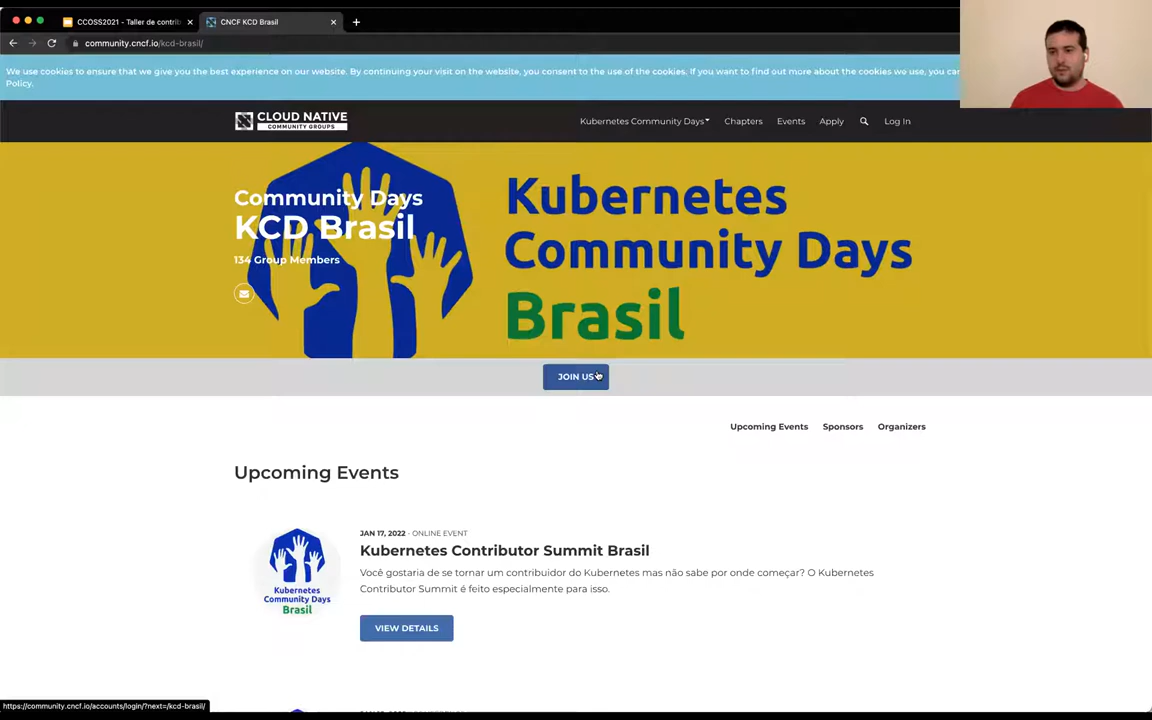 CCOSS2021 - Taller de contrib
CNCF KCD Brasil
community.cncf.io/kcd-brasil/
We use cookies to ensure that we give you the best experience on our website. By continuing your visit on the website, you consent to the use of the cookies. If you want to find out more about the cookies we use, you can
Policy.
CLOUD NATIVE
COMMUNITY GROUPS
Kubernetes Community Days
Chapters
Events
Apply
Log In
Community Days
KCD Brasil
134 Group Members
Kubernetes
Community Days
Brasil
JOIN US
Upcoming Events
Sponsors
Organizers
Upcoming Events
JAN 17, 2022 - ONLINE EVENT
Kubernetes Contributor Summit Brasil
Você gostaria de se tornar um contribuidor do Kubernetes mas não sabe por onde começar? O Kubernetes
Contributor Summit é feito especialmente para isso.
Kubernetes
Community Days
Brasil
VIEW DETAILS
https://community.cncf.io/accounts/login/?next=/kcd-brasil/